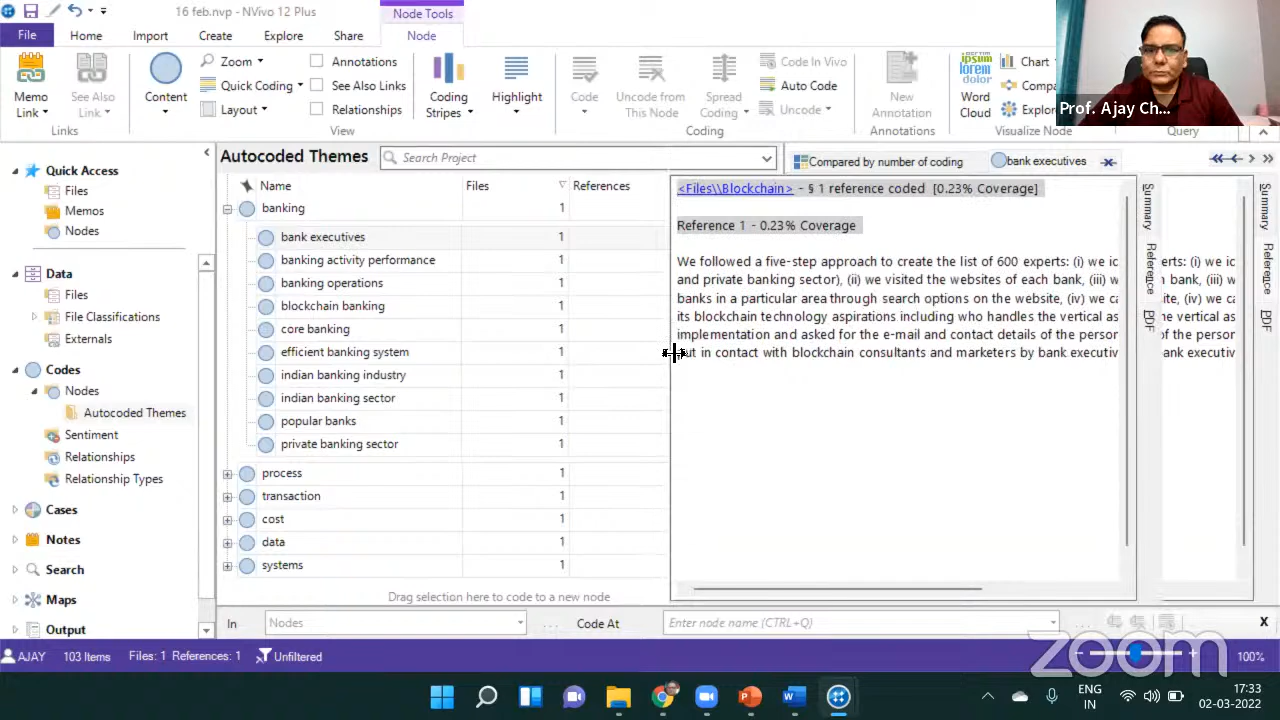 16 feb.nvp - NVivo 12 Plus
Node Tools
File Home Import Create Explore Share Node
Memo Link
See Also Link
Links
Content
Zoom
Quick Coding
Layout
Annotations
See Also Links
Relationships
View
Coding Stripes
Highlight
Code
Uncode from This Node
Spread Coding
Code In Vivo
Auto Code
Uncode
Coding
New Annotation
Annotations
Word Cloud
Chart
Visualize Node
Query
Prof. Ajay Ch...
Quick Access
Files
Memos
Nodes
Data
Files
File Classifications
Externals
Codes
Nodes
Autocoded Themes
Sentiment
Relationships
Relationship Types
Cases
Notes
Search
Maps
Output
Autocoded Themes
Search Project
Name Files References
banking 1
bank executives 1
banking activity performance 1
banking operations 1
blockchain banking 1
core banking 1
efficient banking system 1
indian banking industry 1
indian banking sector 1
popular banks 1
private banking sector 1
process 1
transaction 1
cost 1
data 1
systems 1
Drag selection here to code to a new node
Compared by number of coding
bank executives
<Files\\Blockchain> - § 1 reference coded [0.23% Coverage]
Reference 1 - 0.23% Coverage
We followed a five-step approach to create the list of 600 experts: (i) we
and private banking sector), (ii) we visited the websites of each bank, (iii)
banks in a particular area through search options on the website, (iv) we
its blockchain technology aspirations including who handles the vertical
implementation and asked for the e-mail and contact details of the person
in contact with blockchain consultants and marketers by bank
Summary
Reference
PDF
Summary
Reference
PDF
In Nodes Code At Enter node name (CTRL+Q) X
AJAY 103 Items Files: 1 References: 1 Unfiltered 100%
zoom
ENG
IN
17:33
02-03-2022